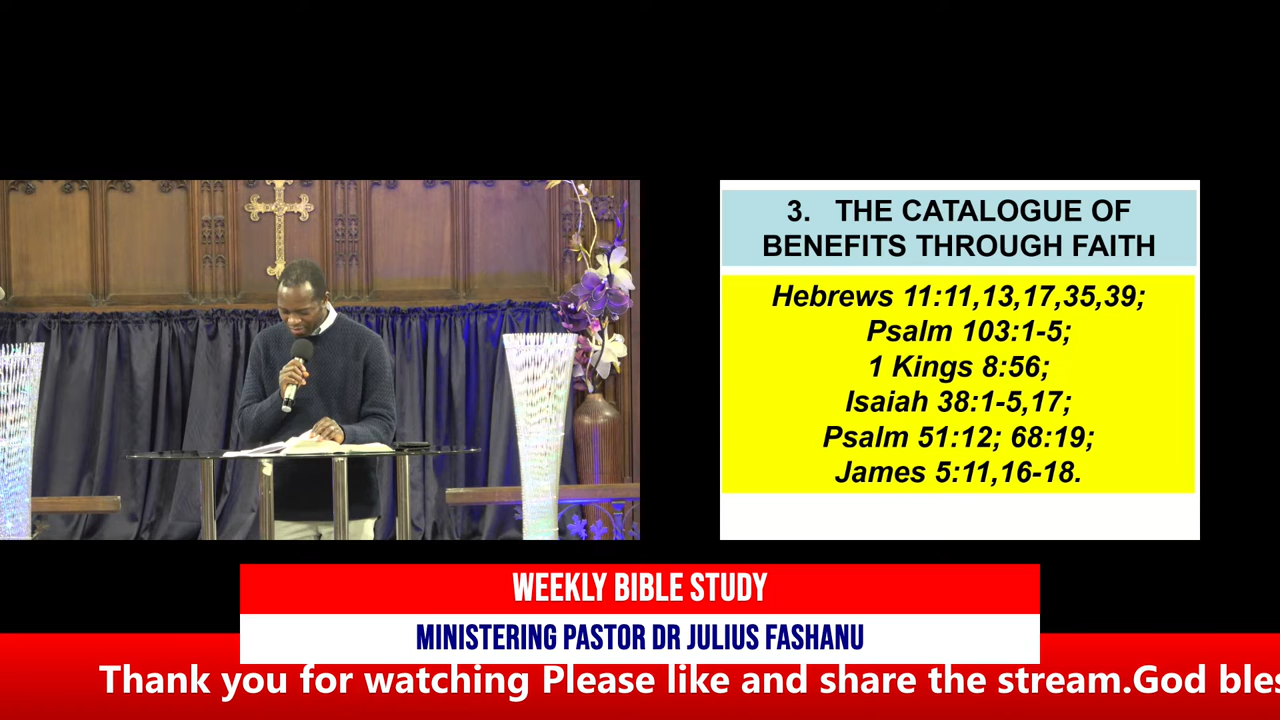 3. THE CATALOGUE OF
BENEFITS THROUGH FAITH
Hebrews 11:11,13,17,35,39;
Psalm 103:1-5;
1 Kings 8:56;
Isaiah 38:1-5,17;
Psalm 51:12; 68:19;
James 5:11,16-18.
WEEKLY BIBLE STUDY
MINISTERING PASTOR DR JULIUS FASHANU
Thank you for watching Please like and share the stream.God